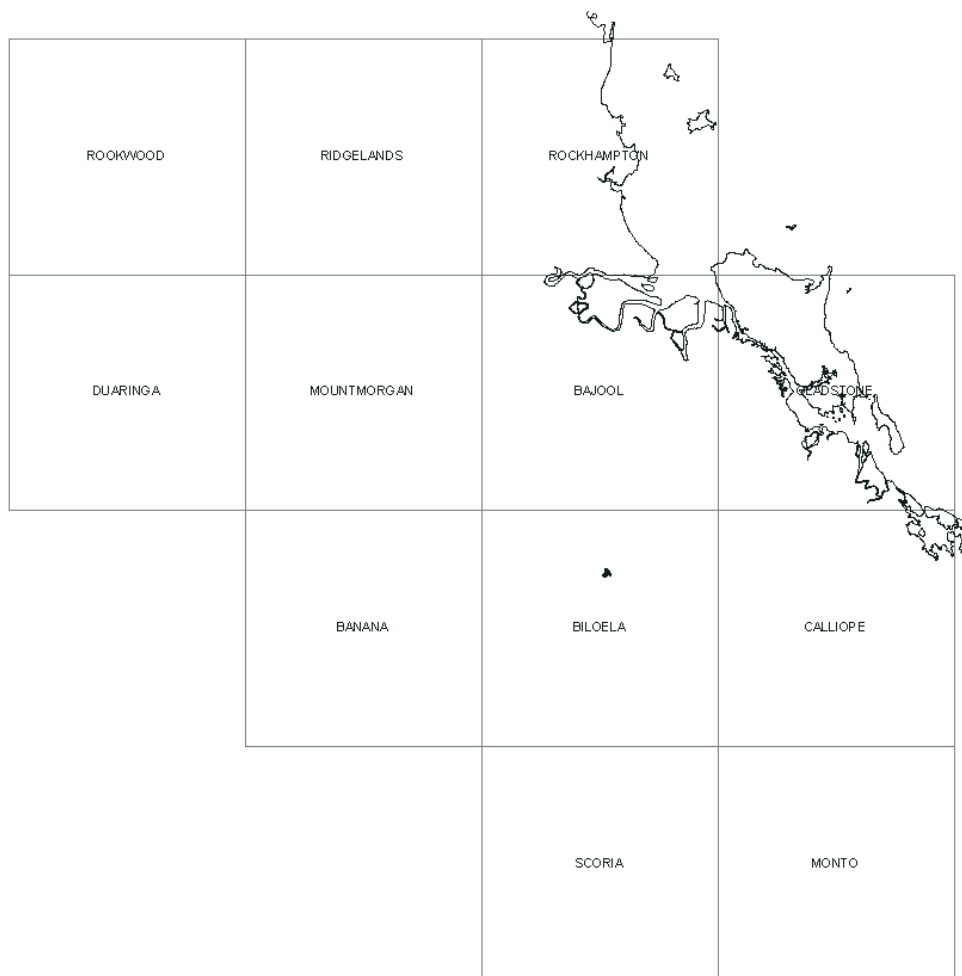 ROOKWOOD RIDGELANDS ROCKHAMPTON
DUARINGA MOUNTMORGAN BAJOOL GLADSTONE
BANANA BILOELA CALLIOPE
SCORIA MONTO